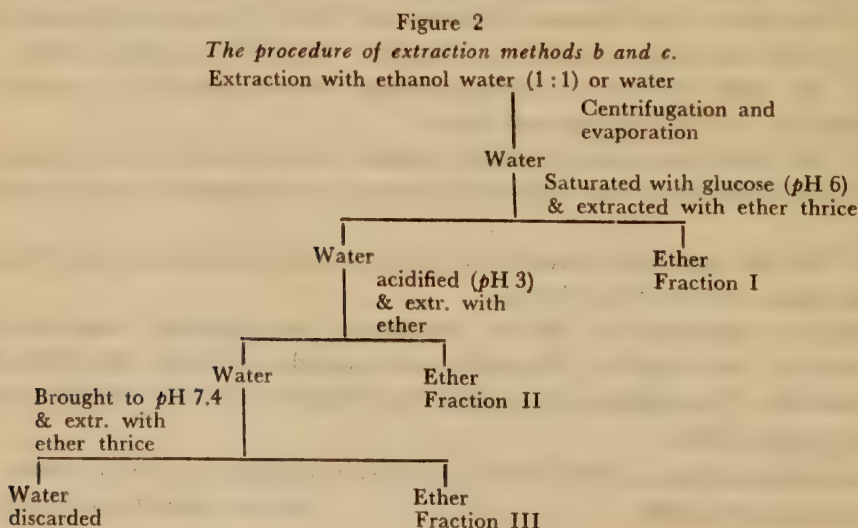 Figure 2
The procedure of extraction methods b and c.
Extraction with ethanol water (1 : 1) or water
Centrifugation and
evaporation
Water
Saturated with glucose (pH 6)
& extracted with ether thrice
Water
Ether
Fraction I
acidified (pH 3)
& extr. with
ether
Water
Ether
Fraction II
Brought to pH 7.4
& extr. with
ether thrice
Water
discarded
Ether
Fraction III